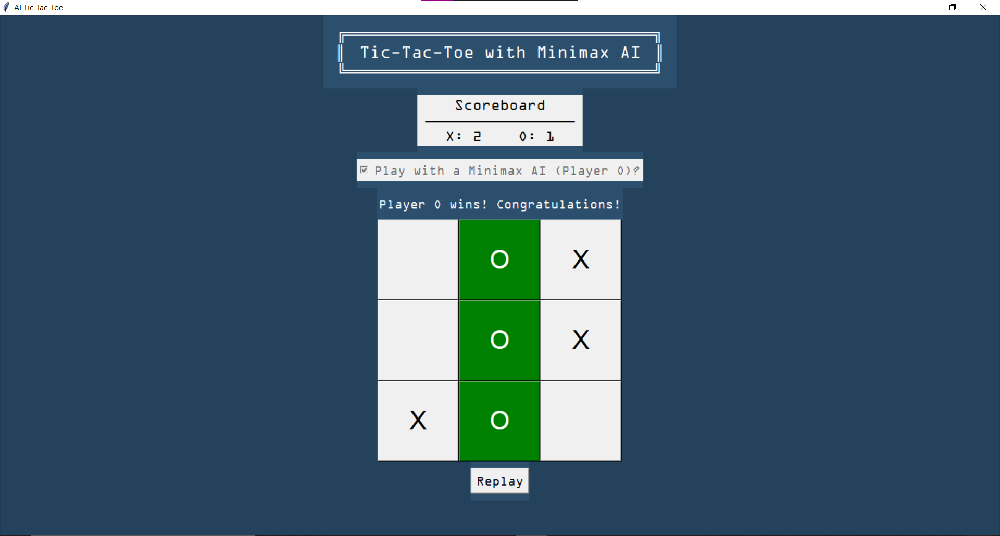 AI Tic-Tac-Toe
Tic-Tac-Toe with Minimax AI
Scoreboard
X: 2 O: 1
Play with a Minimax AI (Player O)?
Player O wins! Congratulations!
O X
O X
X O
Replay